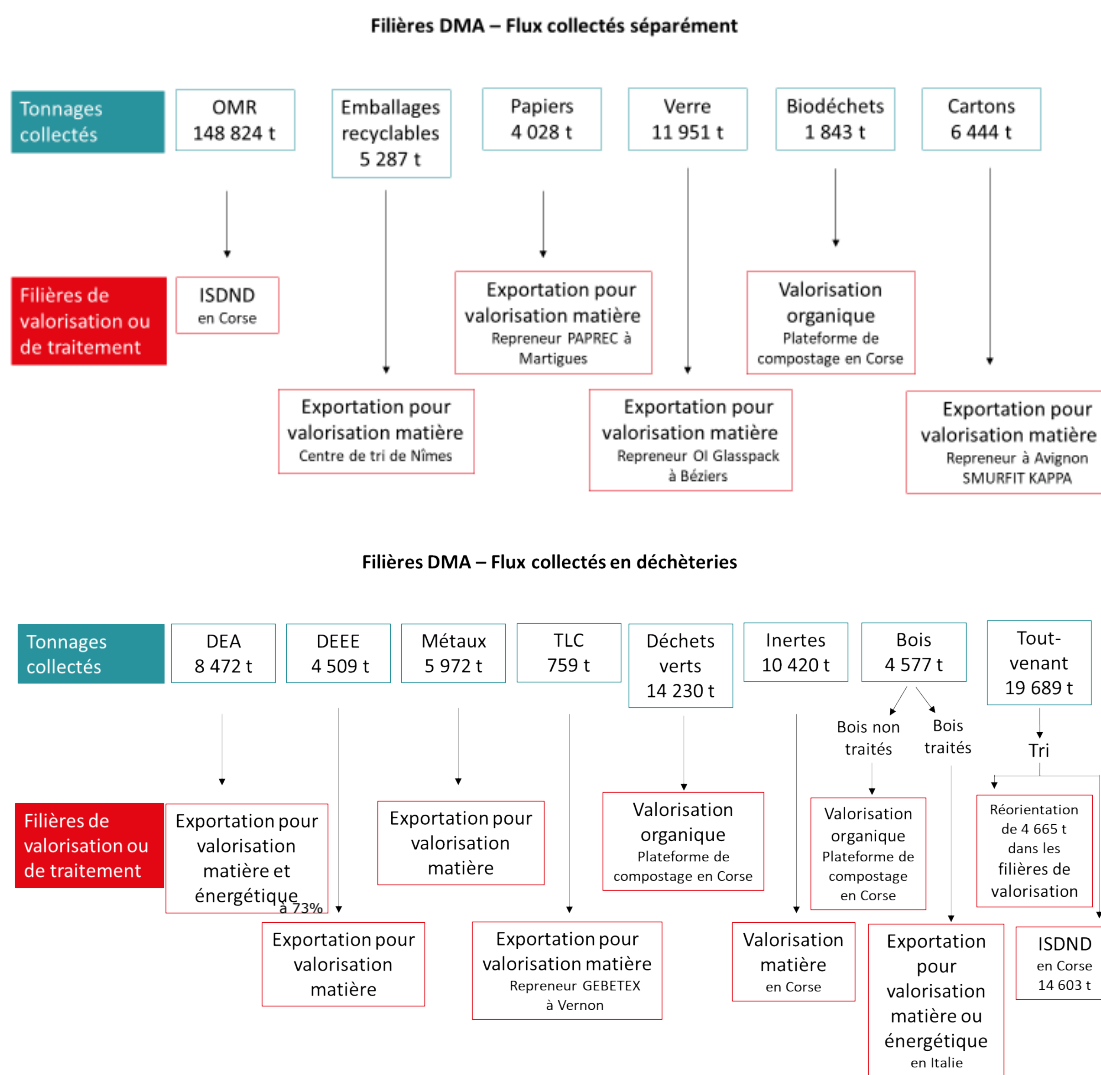 Filières DMA – Flux collectés séparément
Tonnages
collectés
OMR
148 824 t
Emballages
recyclables
5 287 t
Papiers
4 028 t
Verre
11 951 t
Biodéchets
1 843 t
Cartons
6 444 t
Filières de
valorisation ou
de traitement
ISDND
en Corse
Exportation pour
valorisation matière
Repreneur PAPREC à
Martigues
Valorisation
organique
Plateforme de
compostage en Corse
Exportation pour
valorisation matière
Centre de tri de Nîmes
Exportation pour
valorisation matière
Repreneur OI Glasspack
à Béziers
Exportation pour
valorisation matière
Repreneur à Avignon
SMURFIT KAPPA
Filières DMA – Flux collectés en déchèteries
Tonnages
collectés
DEA
8 472 t
DEEE
4 509 t
Métaux
5 972 t
TLC
759 t
Déchets
verts
14 230 t
Inertes
10 420 t
Bois
4 577 t
Tout-
venant
19 689 t
Bois non
traités
Bois
traités
Tri
Filières de
valorisation ou
de traitement
Exportation pour
valorisation
matière et
énergétique
à 73%
Exportation pour
valorisation
matière
Valorisation
organique
Plateforme de
compostage en Corse
Valorisation
organique
Plateforme de
compostage
en Corse
Réorientation
de 4 665 t
dans les
filières de
valorisation
Exportation pour
valorisation
matière
Exportation pour
valorisation matière
Repreneur GEBETEX
à Vernon
Valorisation
matière
en Corse
Exportation
pour
valorisation
matière ou
énergétique
en Italie
ISDND
en Corse
14 603 t